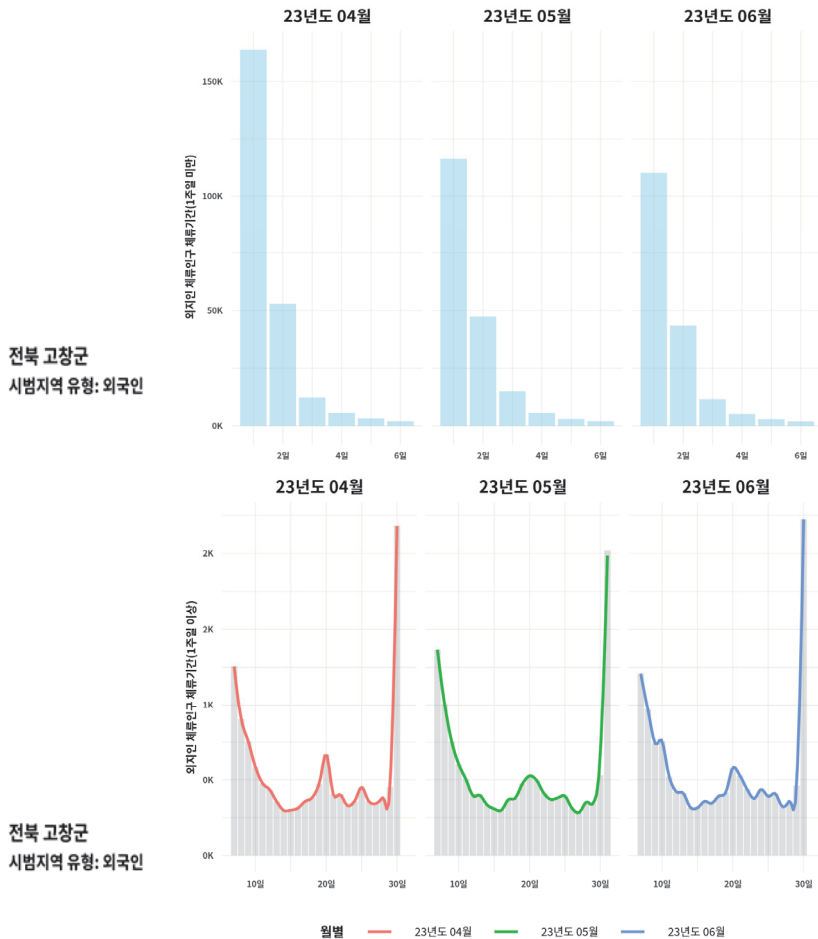 23년도 04월 23년도 05월 23년도 06월
외지인 체류인구 체류기간(1주일 미만)
150K
100K
50K
0K
전북 고창군
시범지역 유형: 외국인
2일 4일 6일 2일 4일 6일 2일 4일 6일
23년도 04월 23년도 05월 23년도 06월
외지인 체류인구 체류기간(1주일 이상)
2K
2K
1K
0K
0K
전북 고창군
시범지역 유형: 외국인
10일 20일 30일 10일 20일 30일 10일 20일 30일
월별 23년도 04월 23년도 05월 23년도 06월